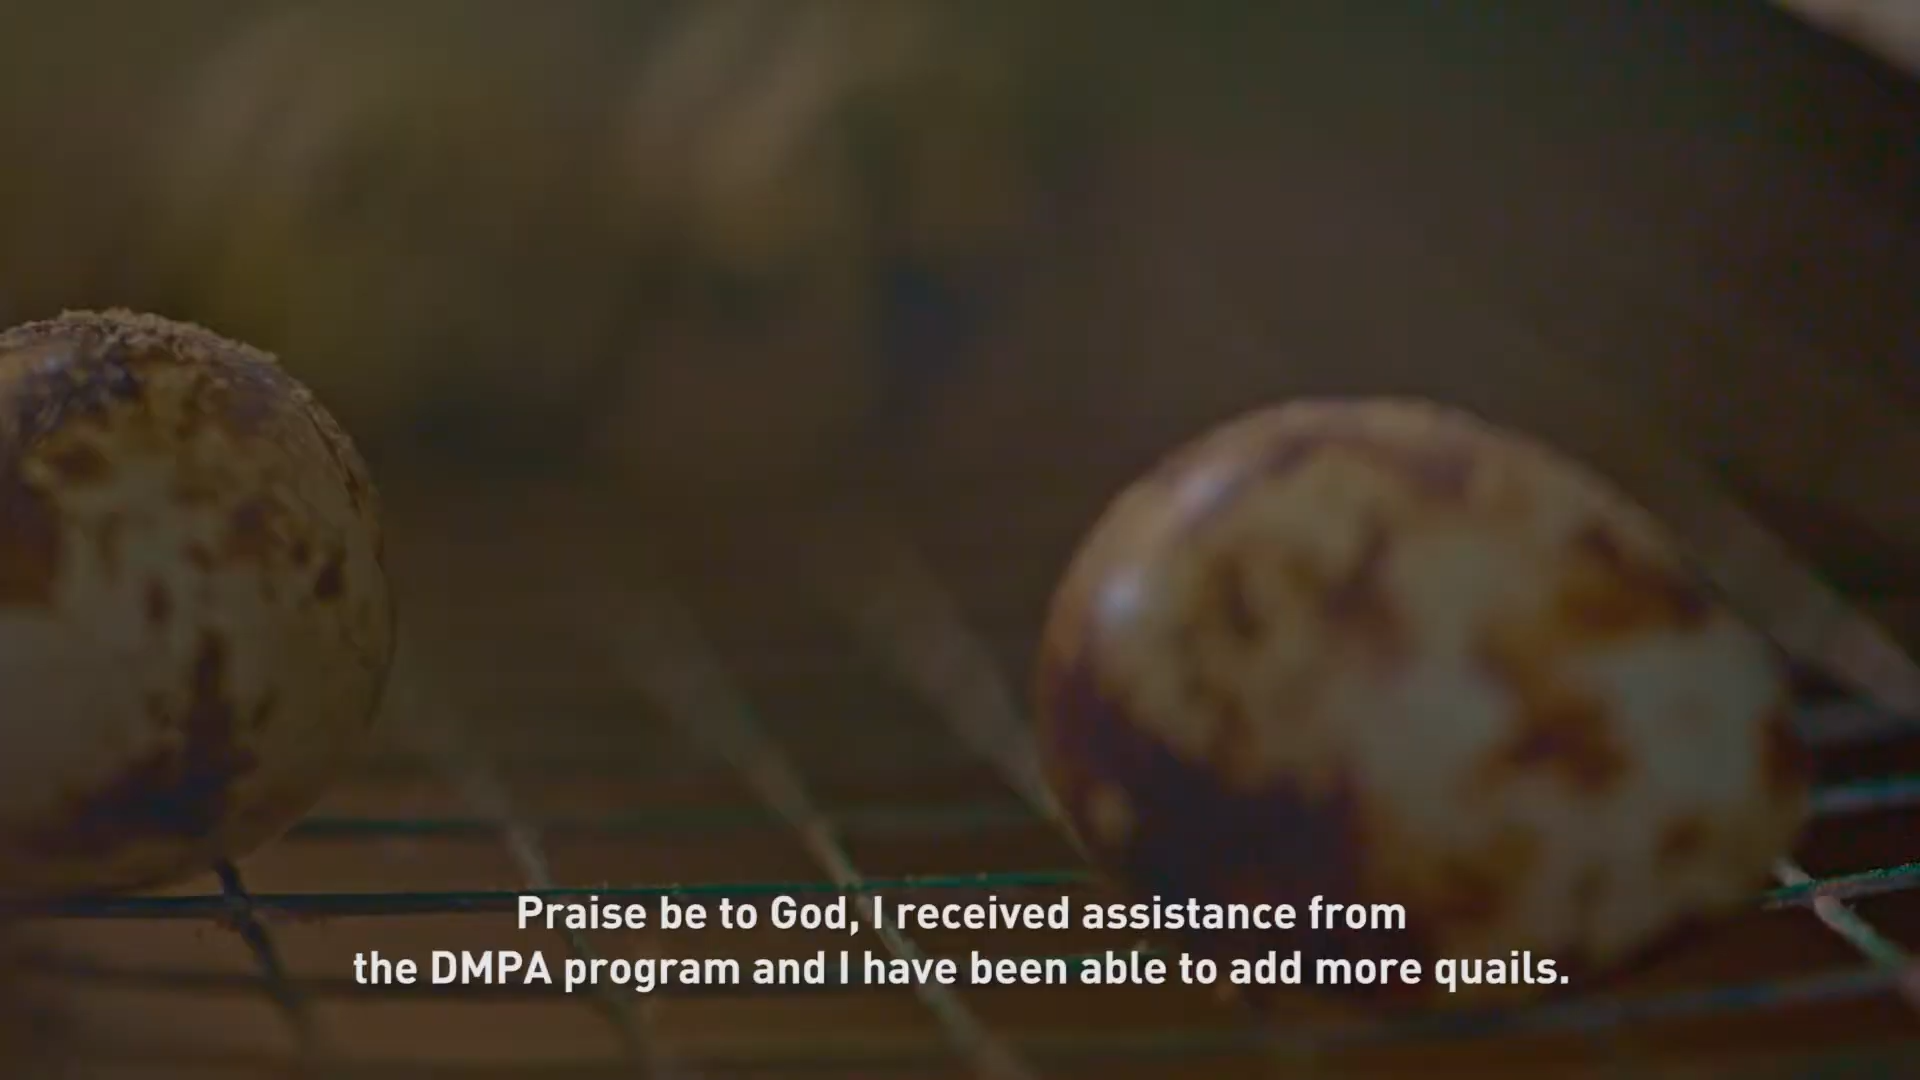 Praise be to God, I received assistance from
the DMPA program and I have been able to add more quails.